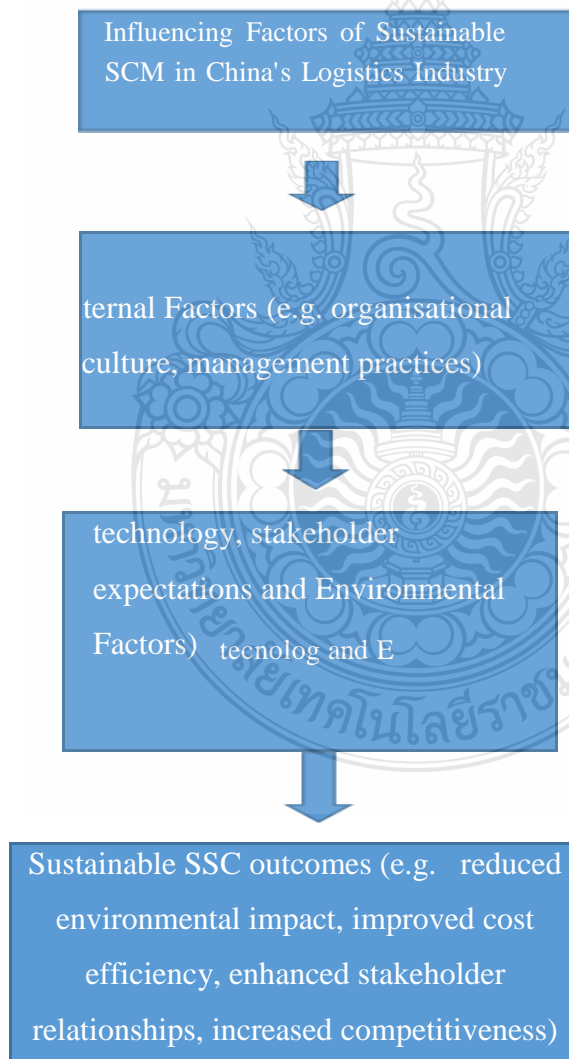 Influencing Factors of Sustainable
SCM in China's Logistics Industry
ternal Factors (e.g. organisational
culture, management practices)
technology, stakeholder
expectations and Environmental
Factors) tecnolog and E
Sustainable SSC outcomes (e.g. reduced
environmental impact, improved cost
efficiency, enhanced stakeholder
relationships, increased competitiveness)